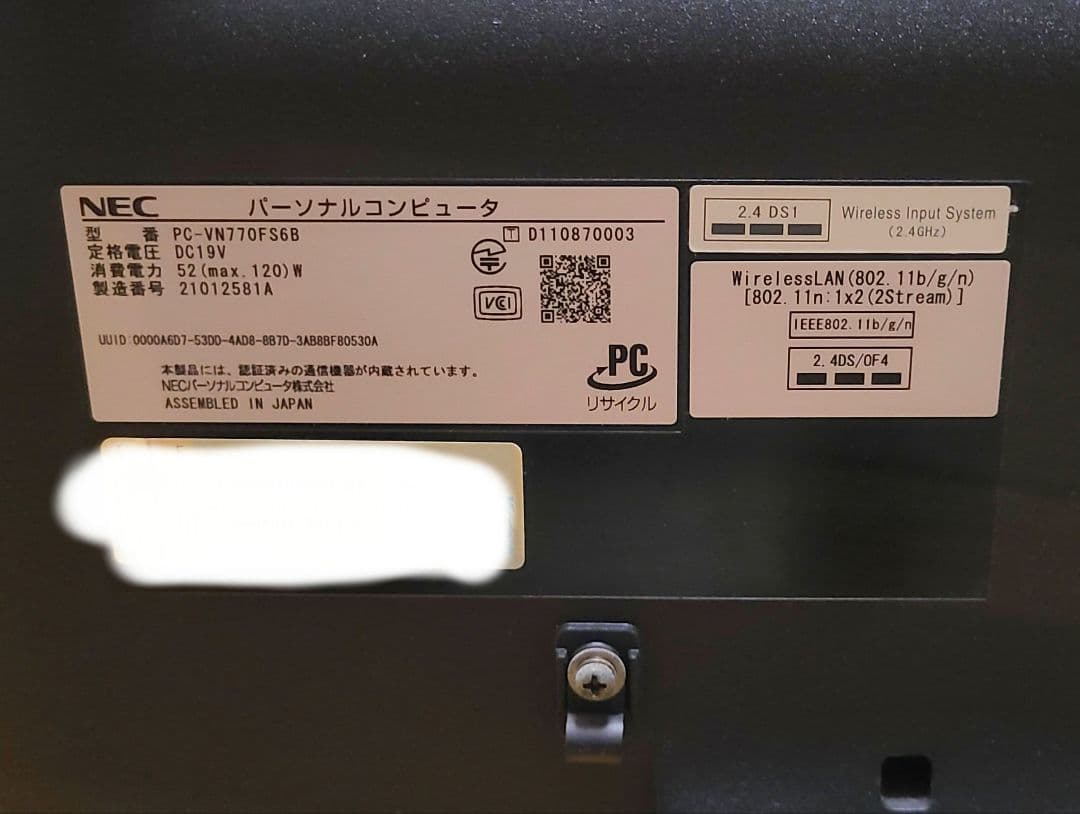 NEC パーソナルコンピュータ
型 番 PC-VN770FS6B
定格電圧 DC19V
消費電力 52(max.120)W
製造番号 21012581A
T D110870003
VCI
UUID:0000A6D7-53DD-4AD8-8B7D-3AB8BF80530A
本製品には、認証済みの通信機器が内蔵されています。
NECパーソナルコンピュータ株式会社
ASSEMBLED IN JAPAN
PC
リサイクル
2.4 DS1
Wireless Input System
(2.4GHz)
WirelessLAN(802.11b/g/n)
[802.11n:1x2(2Stream)]
IEEE802.11b/g/n
2.4DS/OF4